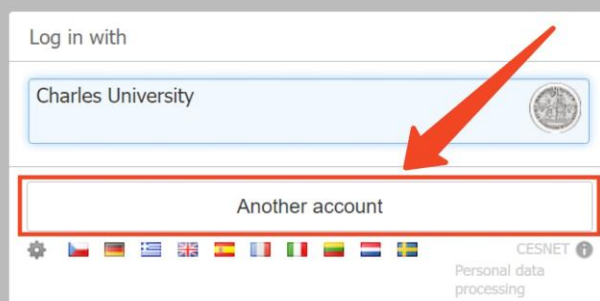 Log in with
Charles University
Another account
CESNET
Personal data
processing